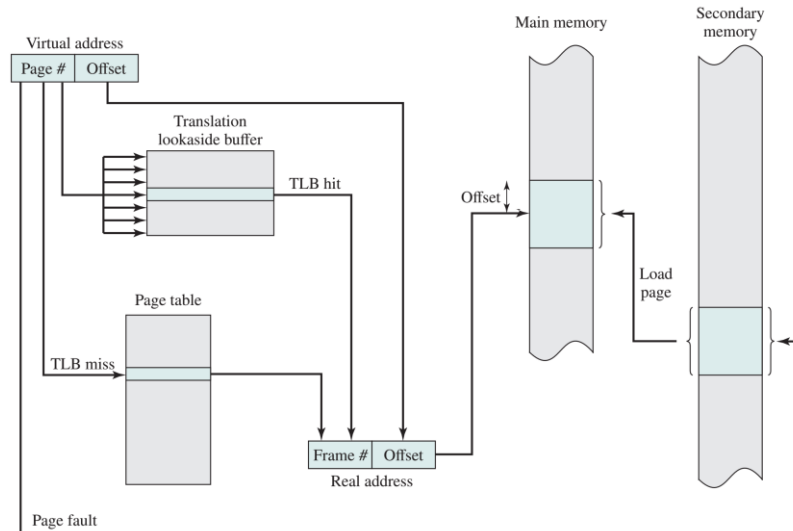 Virtual address
Page # Offset
Translation
lookaside buffer
TLB hit
Page table
TLB miss
Frame # Offset
Real address
Page fault
Main memory
Offset
Load
page
Secondary
memory